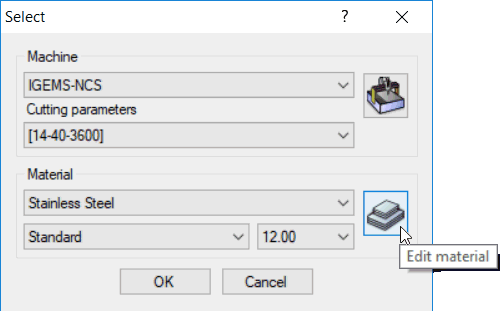 Select ?
Machine
IGEMS-NCS
Cutting parameters
[14-40-3600]
Material
Stainless Steel
Standard 12.00
Edit material
OK Cancel